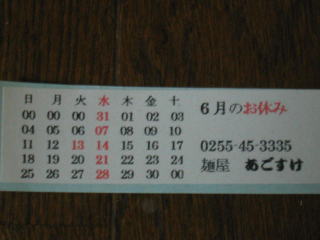 日 月 火 水 木 金 土
00 00 00 31 01 02 03
04 05 06 07 08 09 10
11 12 13 14 15 16 17
18 19 20 21 22 23 24
25 26 27 28 29 30 00
6月のお休み
0255-45-3335
麺屋 あごすけ